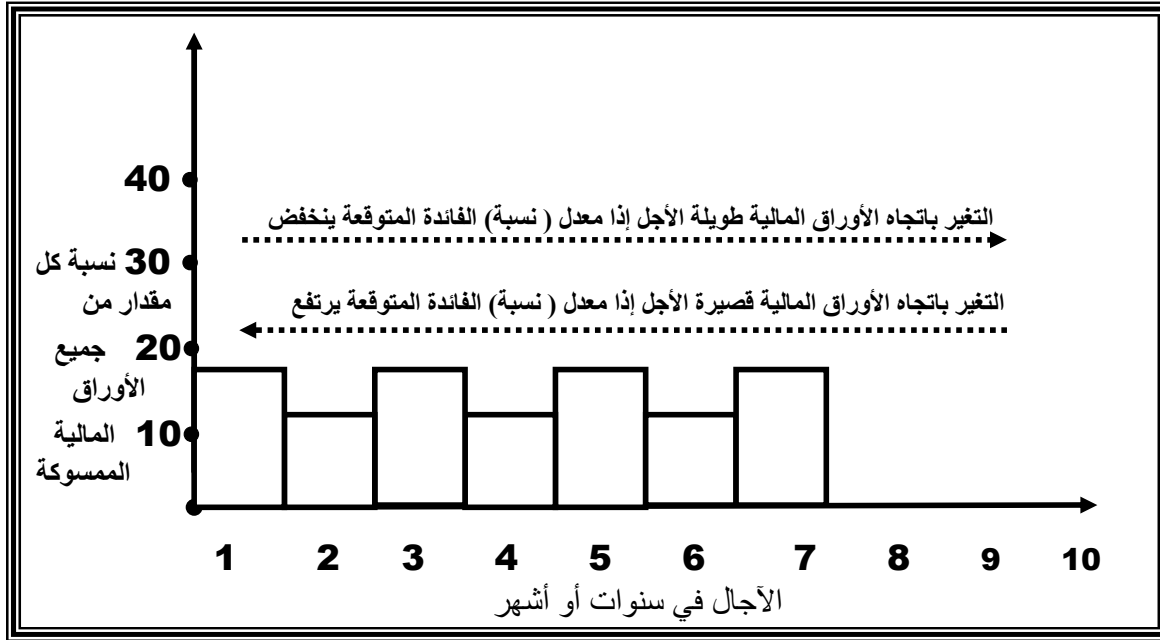 40
التغير باتجاه الأوراق المالية طويلة الأجل إذا معدل ( نسبة) الفائدة المتوقعة ينخفض
30 نسبة كل
مقدار من
التغير باتجاه الأوراق المالية قصيرة الأجل إذا معدل ( نسبة) الفائدة المتوقعة يرتفع
20 جميع
الأوراق
10 المالية
الممسوكة
1 2 3 4 5 6 7 8 9 10
الآجال في سنوات أو أشهر